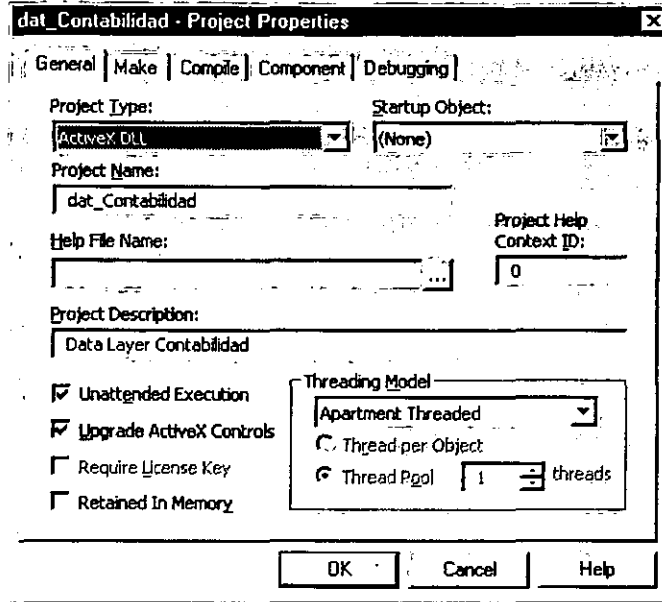 dat_Contabilidad - Project Properties
General Make Compile Component Debugging
Project Type: Startup Object:
ActiveX DLL (None)
Project Name:
dat_Contabilidad
Project Help
Help File Name: Context ID:
... 0
Project Description:
Data Layer Contabilidad
Threading Model
Unattended Execution
Apartment Threaded
Upgrade ActiveX Controls
Thread per Object
Require License Key
Thread Pool 1 threads
Retained In Memory
OK Cancel Help